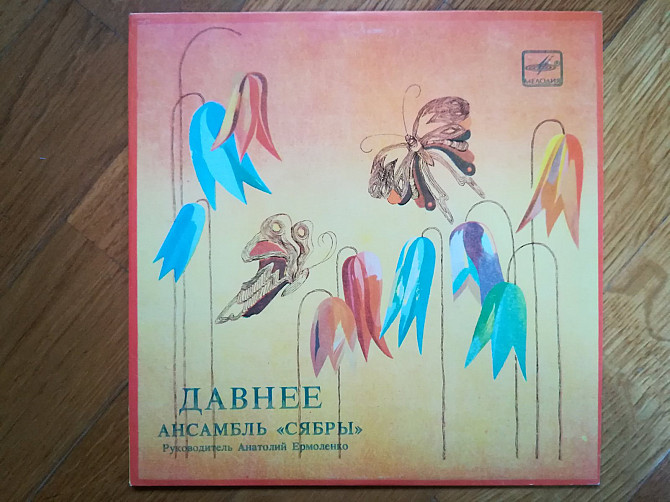 МЕЛОДИЯ
ДАВНЕЕ
АНСАМБЛЬ «СЯБРЫ»
Руководитель Анатолий Ермоленко